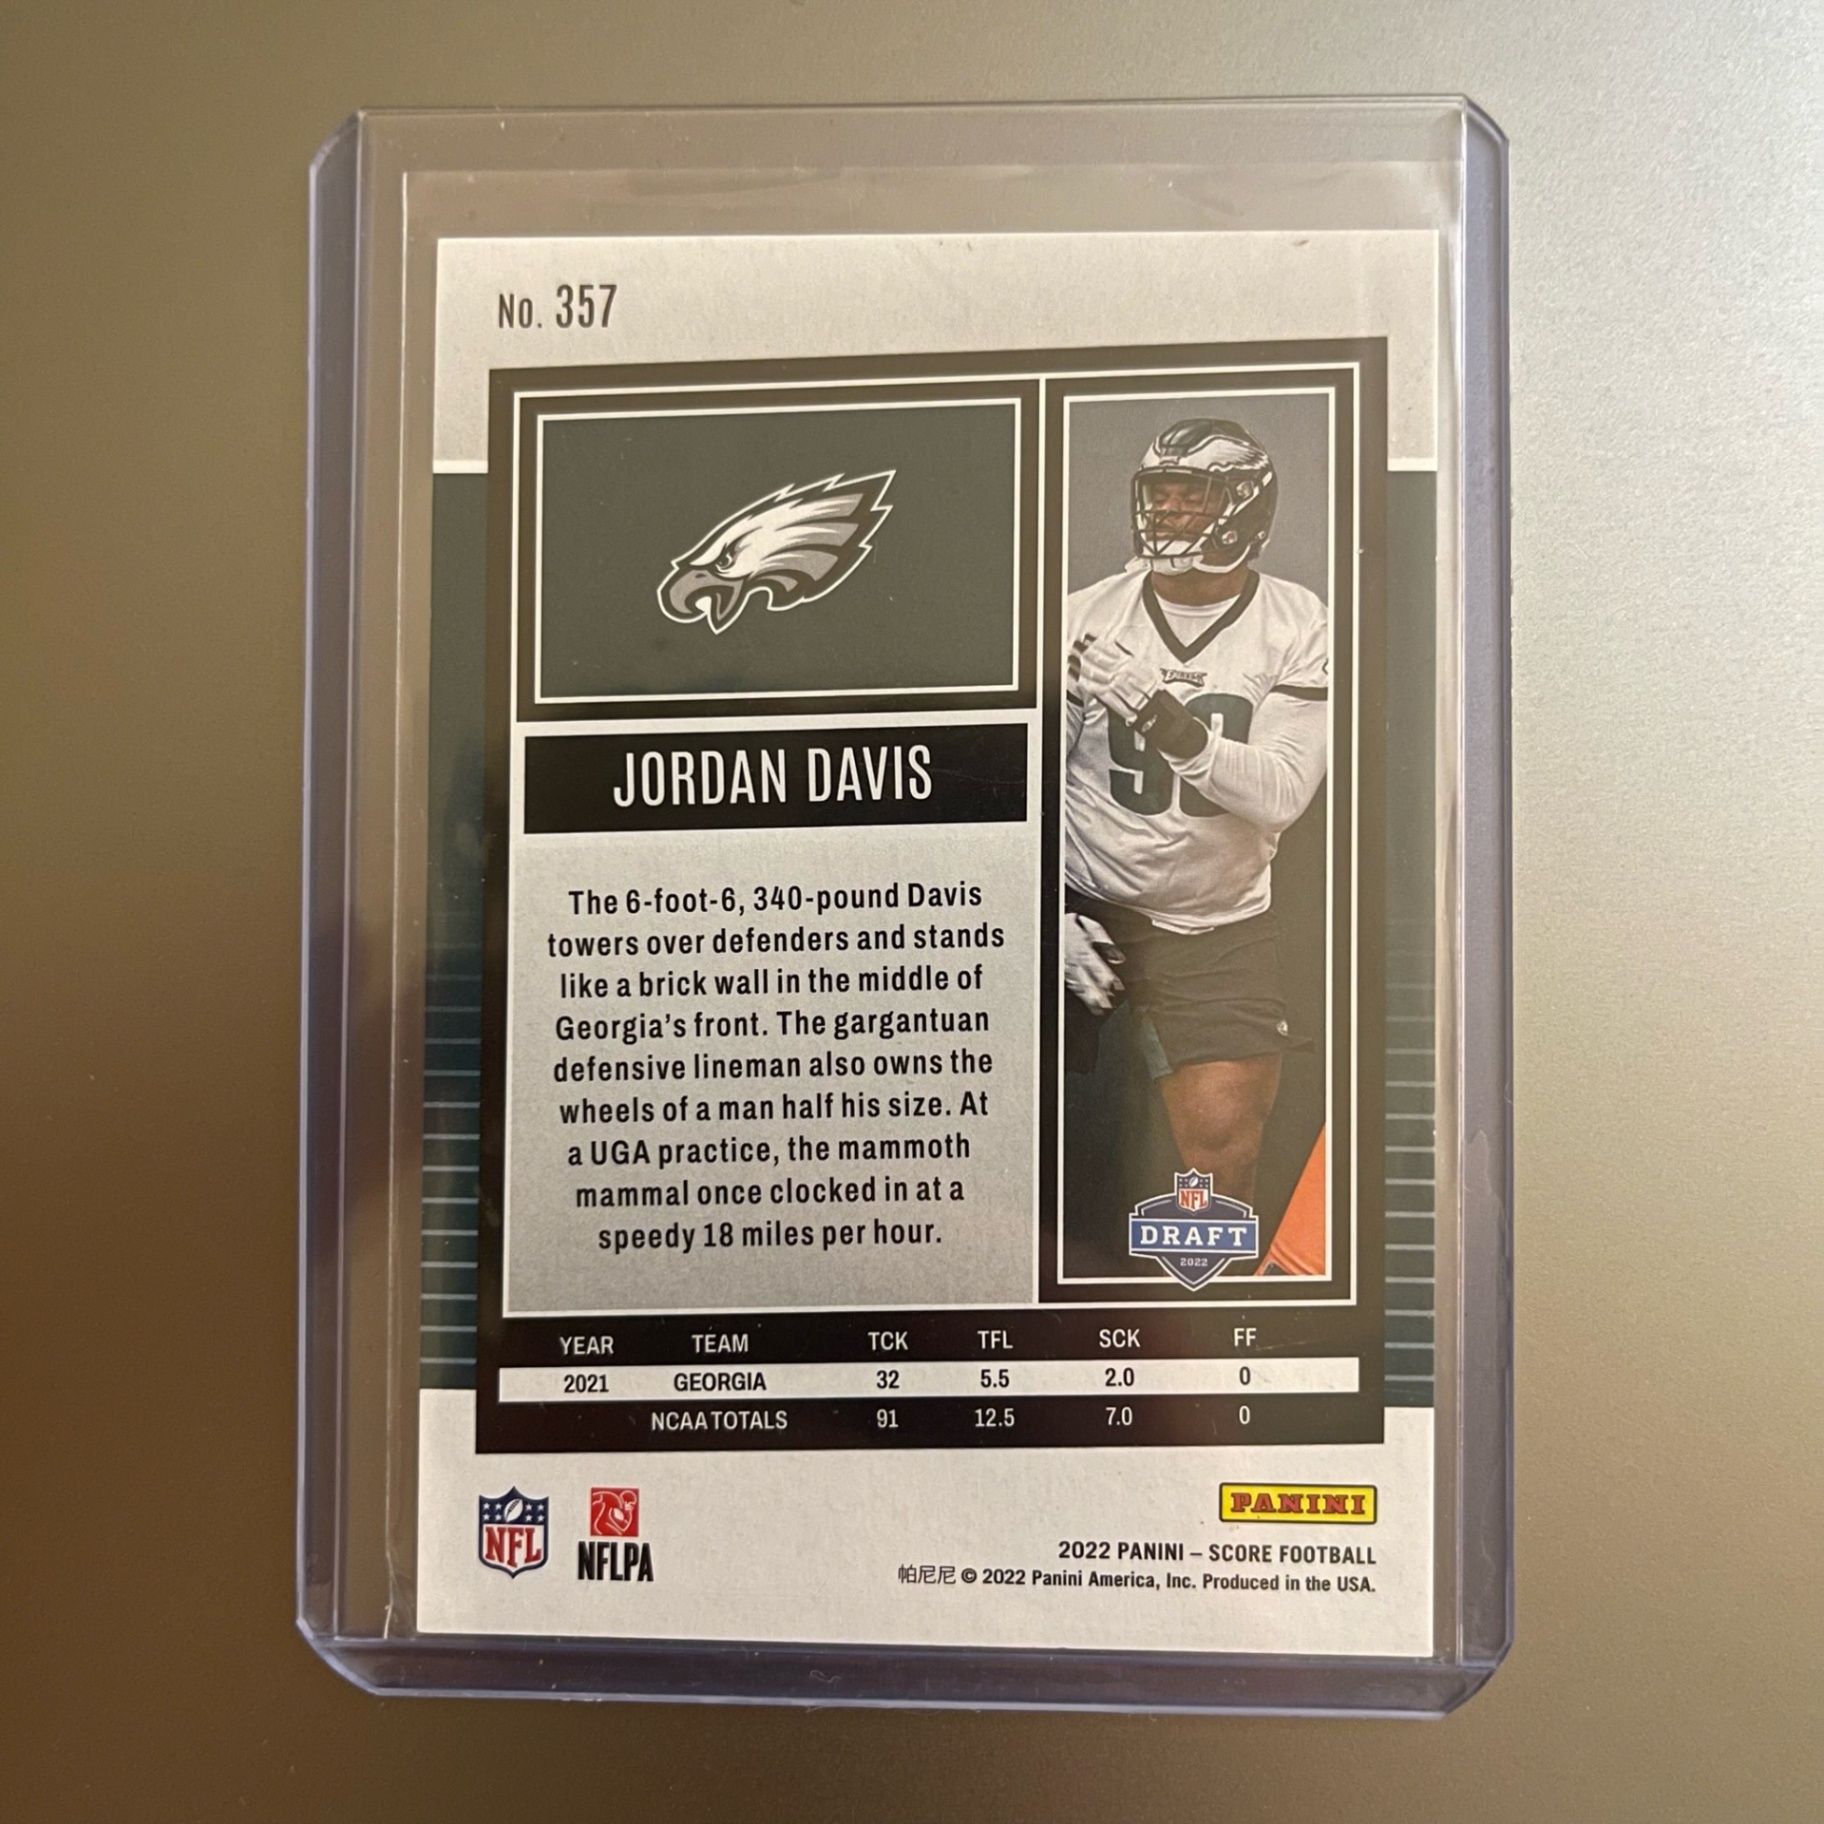 No. 357
JORDAN DAVIS
The 6-foot-6, 340-pound Davis
towers over defenders and stands
like a brick wall in the middle of
Georgia's front. The gargantuan
defensive lineman also owns the
wheels of a man half his size. At
a UGA practice, the mammoth
mammal once clocked in at a
speedy 18 miles per hour.
EAGLES
NFL
DRAFT
2022
YEAR TEAM TCK TFL SCK FF
2021 GEORGIA 32 5.5 2.0 0
NCAA TOTALS 91 12.5 7.0 0
NFL
NFLPA
PANINI
2022 PANINI – SCORE FOOTBALL
帕尼尼 © 2022 Panini America, Inc. Produced in the USA.